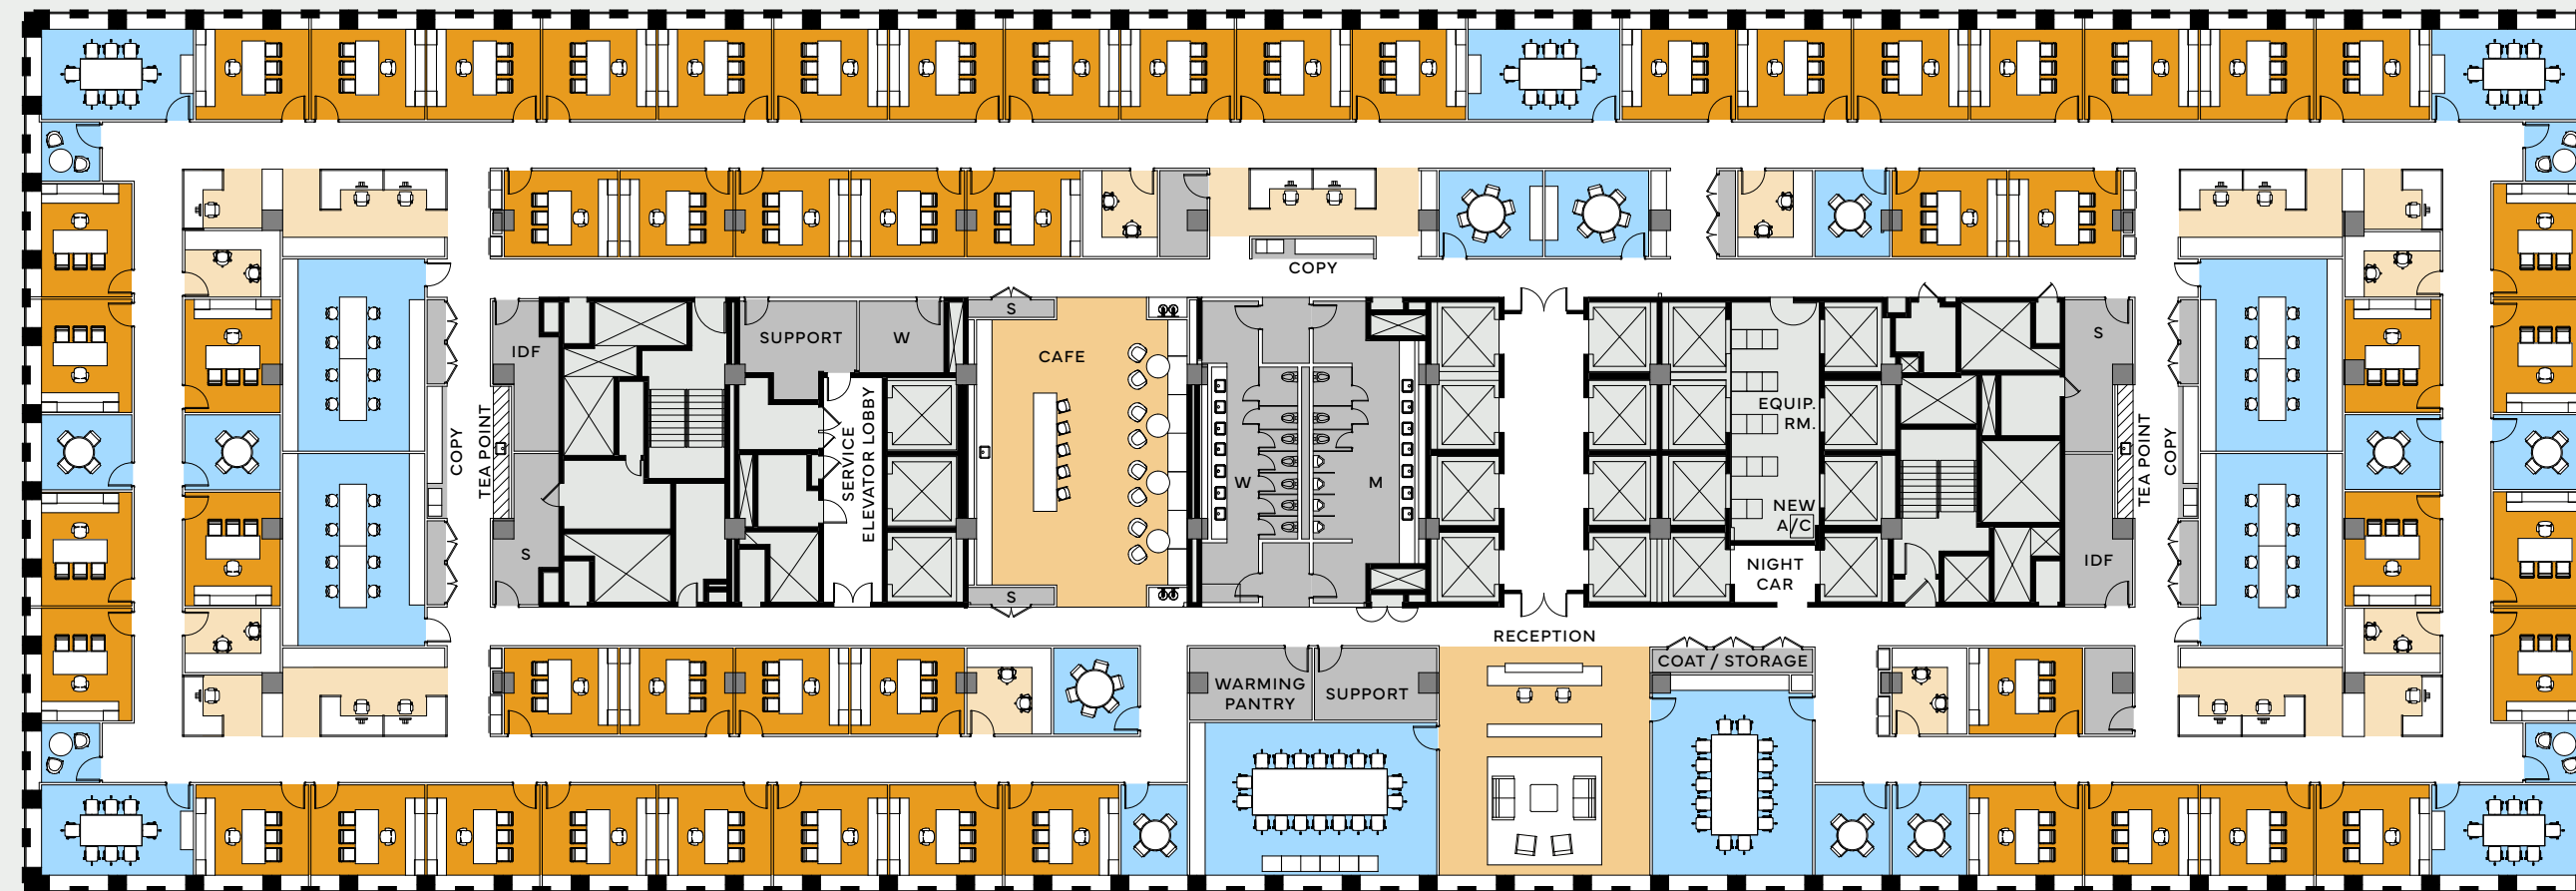 COPY
S
IDF
SUPPORT
W
CAFE
S
EQUIP.
RM.
COPY
TEA POINT
SERVICE
ELEVATOR LOBBY
W
M
NEW
A/C
TEA POINT
COPY
S
S
NIGHT
CAR
IDF
RECEPTION
COAT / STORAGE
WARMING
PANTRY
SUPPORT